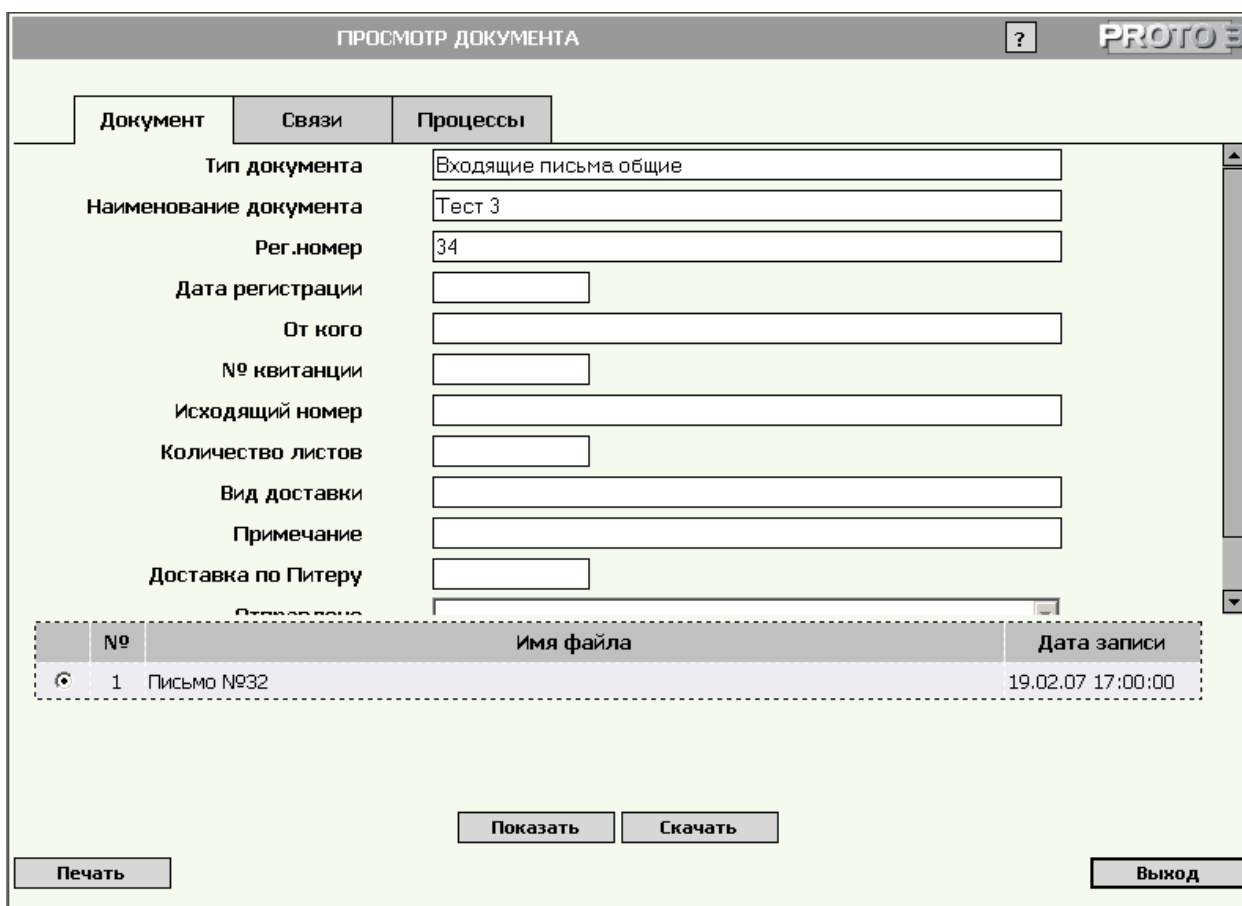 ПРОСМОТР ДОКУМЕНТА ? PROTO 3
Документ Связи Процессы
Тип документа Входящие письма общие
Наименование документа Тест 3
Рег.номер 34
Дата регистрации
От кого
№ квитанции
Исходящий номер
Количество листов
Вид доставки
Примечание
Доставка по Питеру
Отправлено
№ Имя файла Дата записи
1 Письмо №32 19.02.07 17:00:00
Показать Скачать
Печать Выход